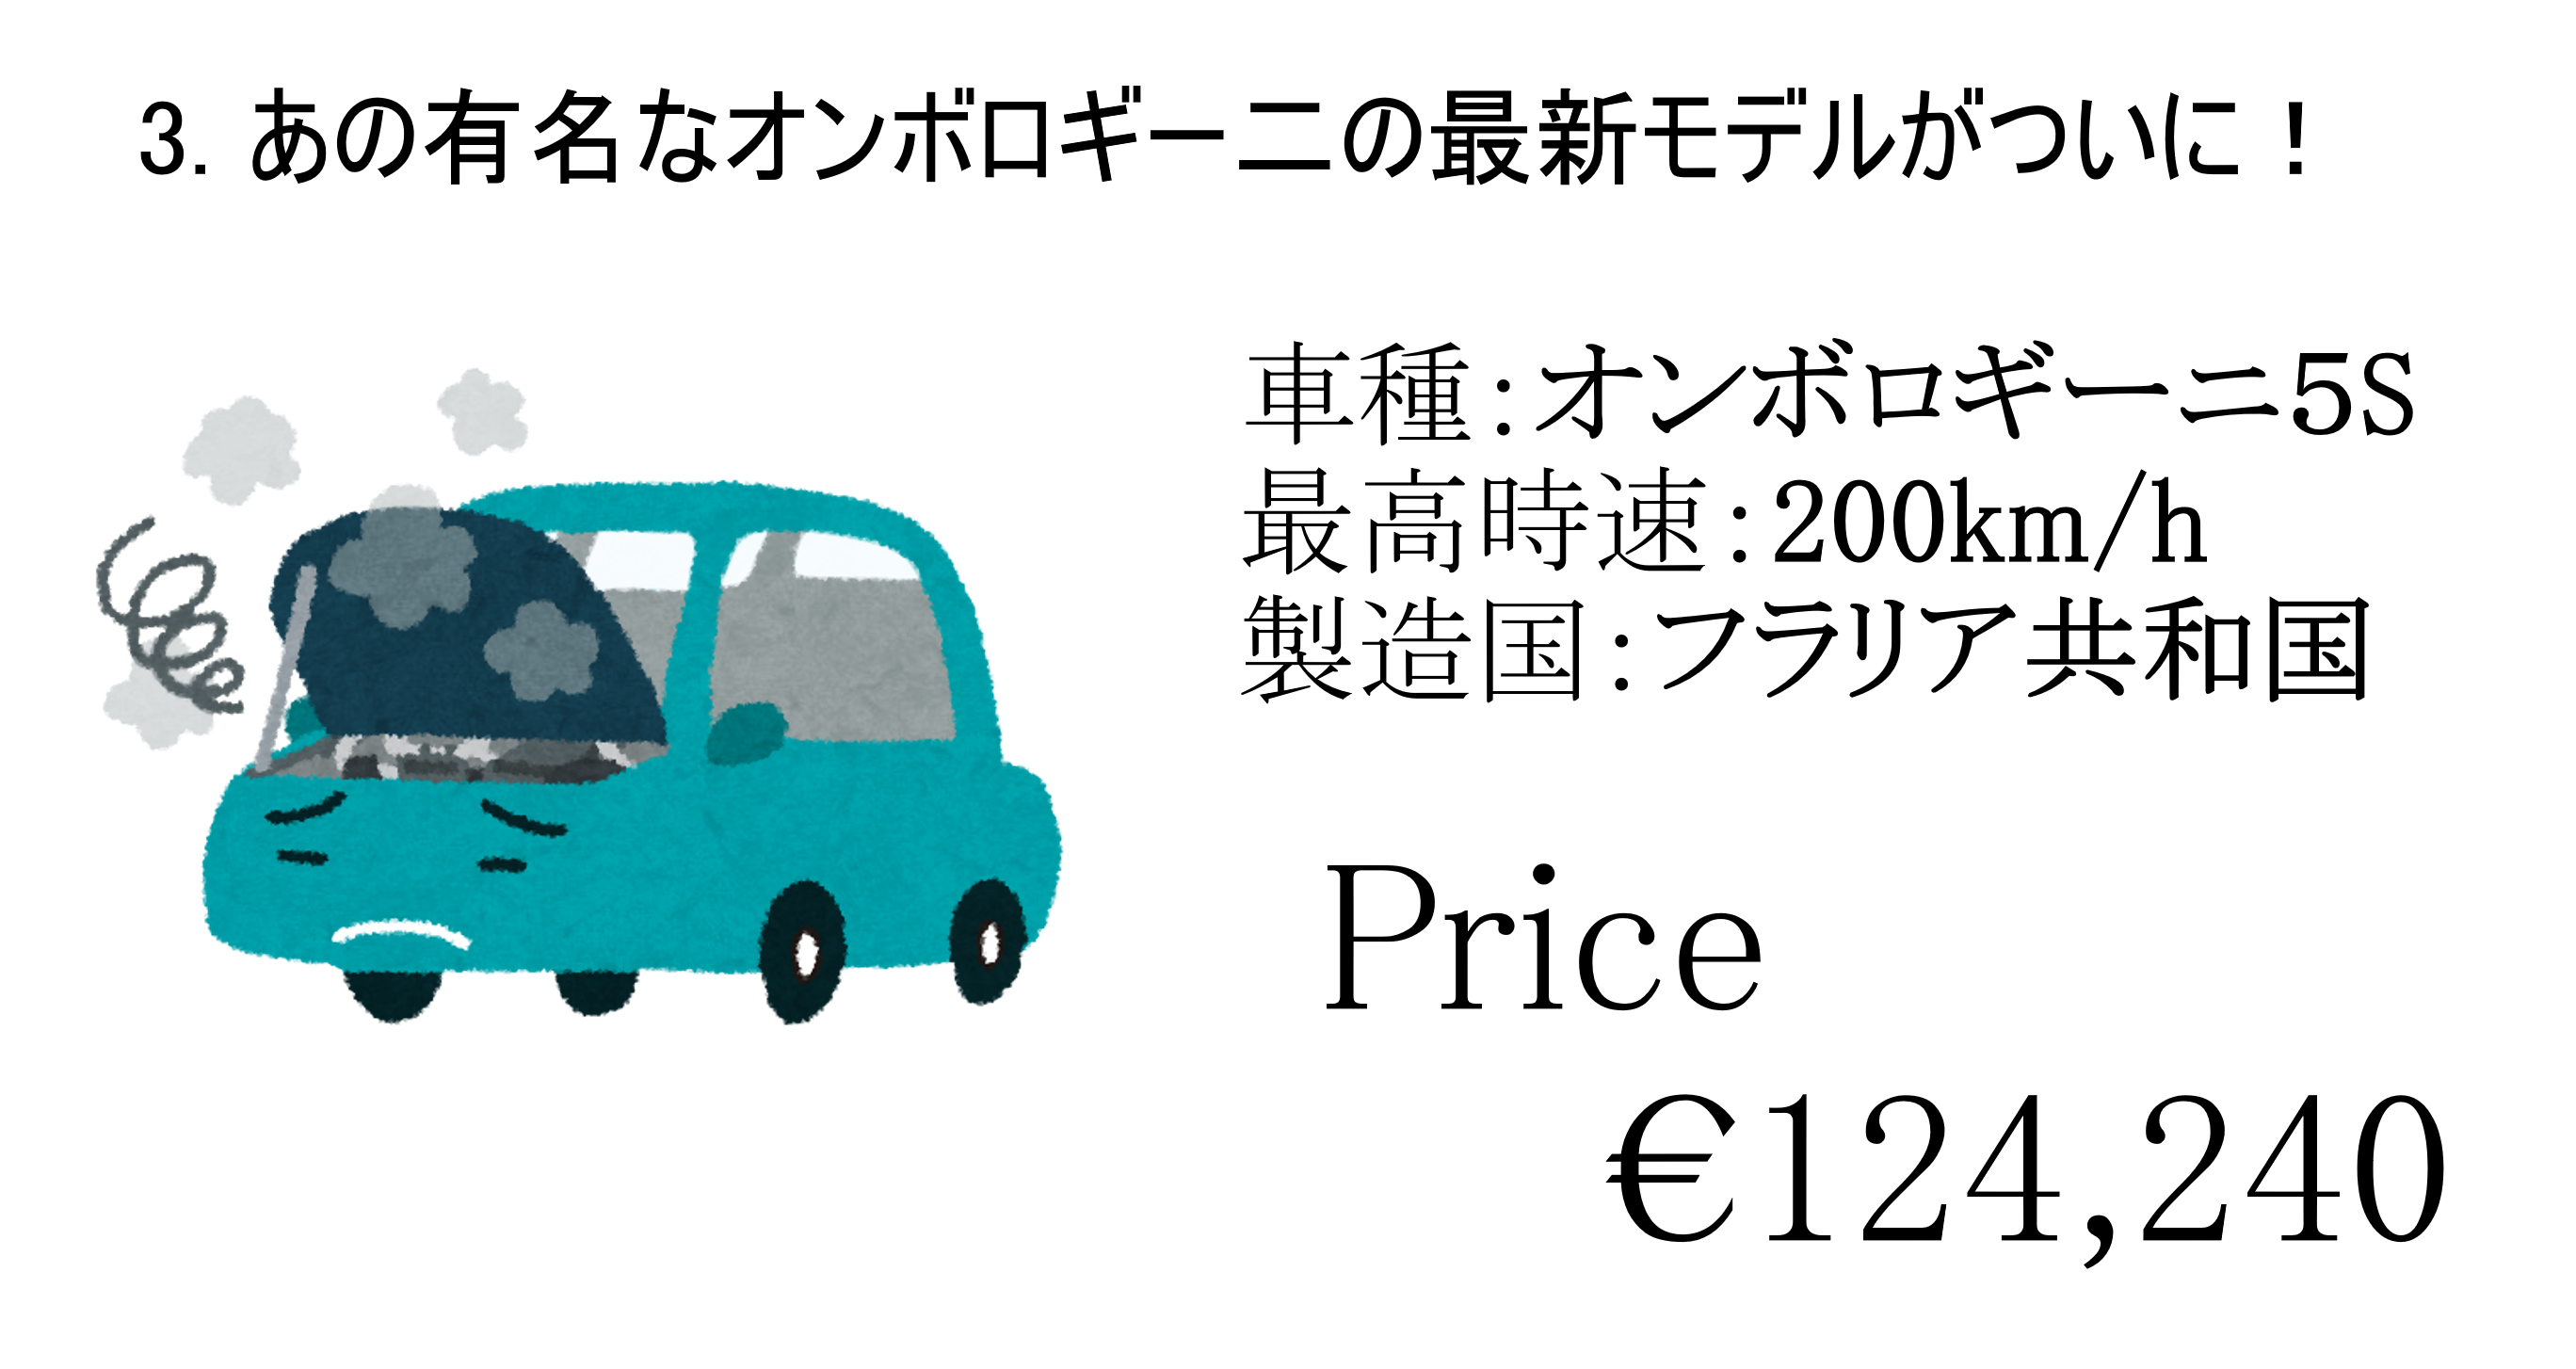 3. あの有名なオンボロギーニの最新モデルがついに！
車種：オンボロギーニ5S
最高時速：200km/h
製造国：フラリア共和国
Price
€124,240